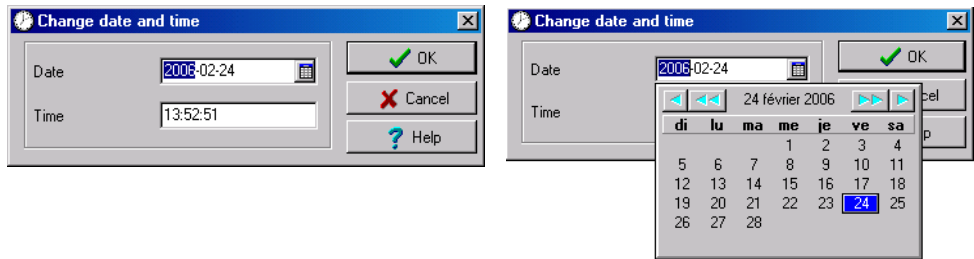 Change date and time
Date 2006-02-24 OK
Time 13:52:51 Cancel
Help
Change date and time
Date 2006-02-24 OK
Time cel
p
24 février 2006
di lu ma me je ve sa
1 2 3 4
5 6 7 8 9 10 11
12 13 14 15 16 17 18
19 20 21 22 23 24 25
26 27 28